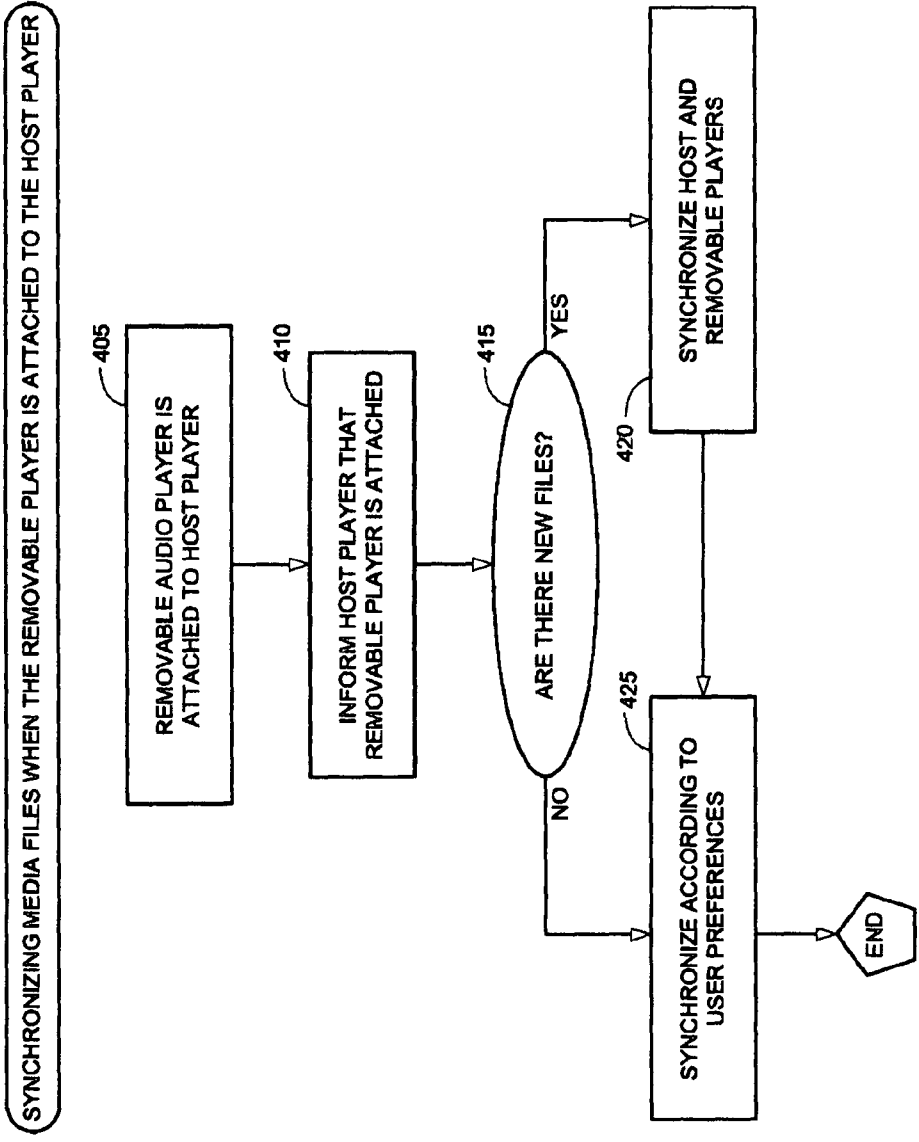 SYNCHRONIZING MEDIA FILES WHEN THE REMOVABLE PLAYER IS ATTACHED TO THE HOST PLAYER
405
REMOVABLE AUDIO PLAYER IS
ATTACHED TO HOST PLAYER
410
INFORM HOST PLAYER THAT
REMOVABLE PLAYER IS ATTACHED
415
ARE THERE NEW FILES?
NO
YES
420
SYNCHRONIZE HOST AND
REMOVABLE PLAYERS
425
SYNCHRONIZE ACCORDING TO
USER PREFERENCES
END